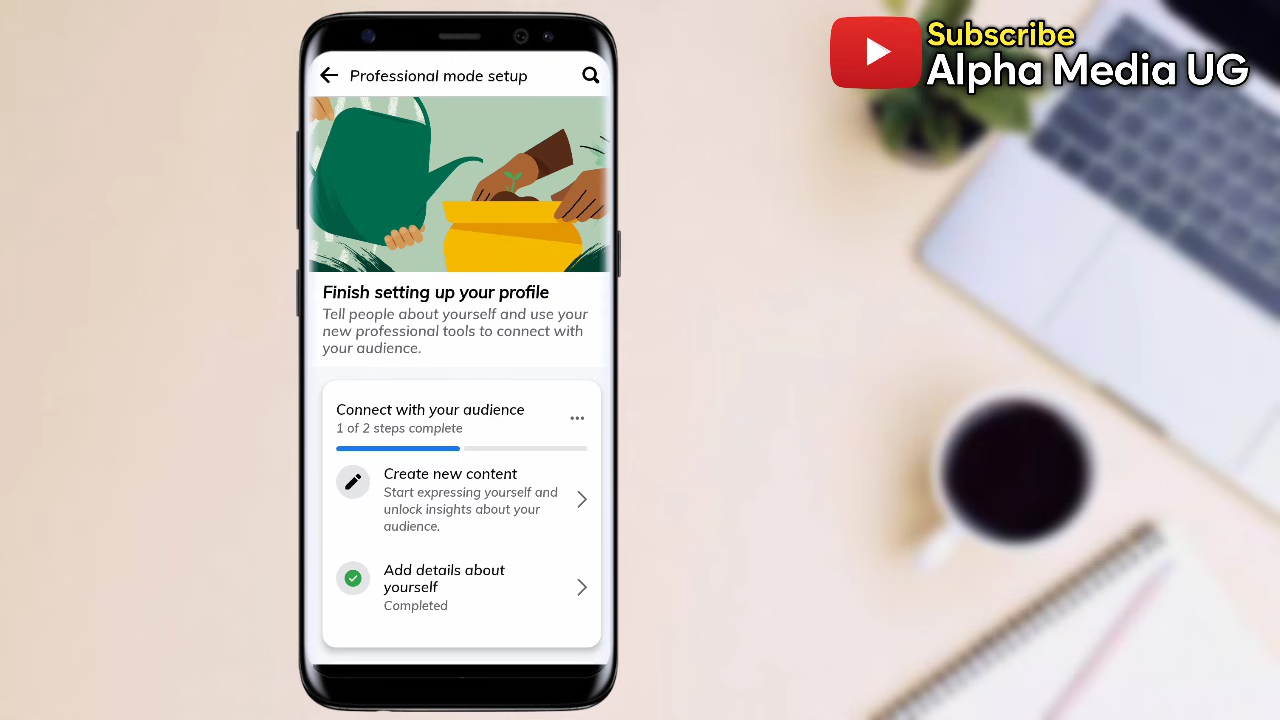 Professional mode setup
Finish setting up your profile
Tell people about yourself and use your
new professional tools to connect with
your audience.
Connect with your audience
1 of 2 steps complete
Create new content
Start expressing yourself and
unlock insights about your
audience.
Add details about
yourself
Completed
Subscribe
Alpha Media UG